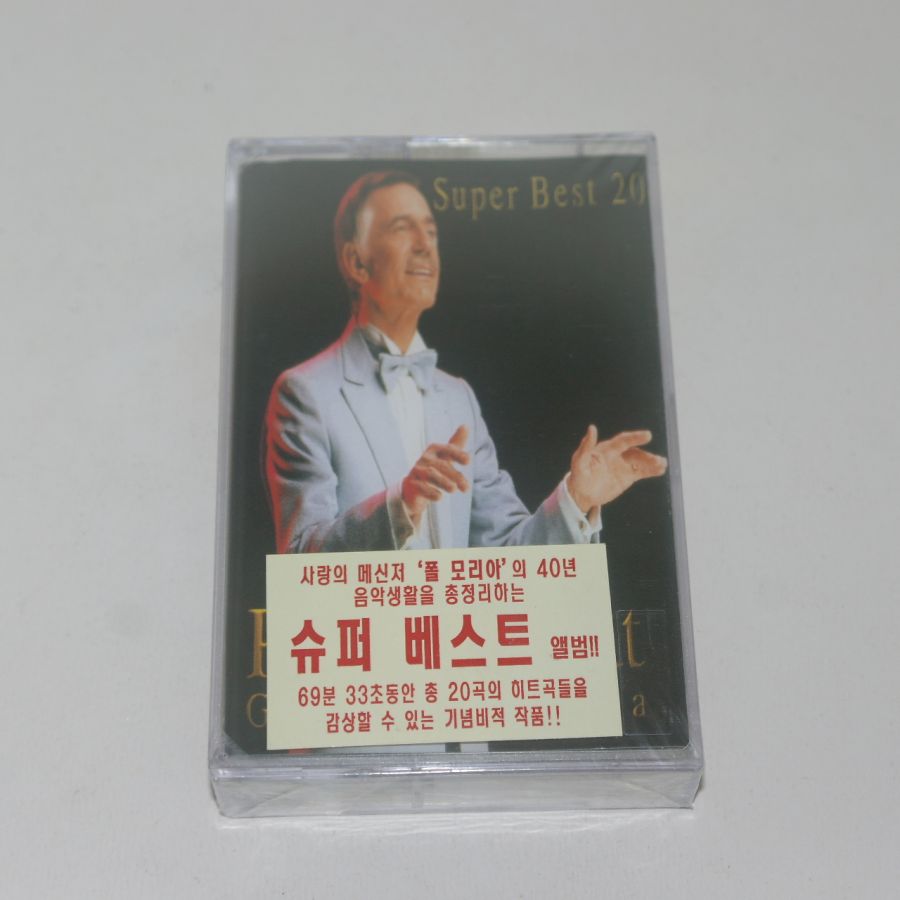 Super Best 20
사랑의 메신저 '폴 모리아'의 40년
음악생활을 총정리하는
슈퍼 베스트 앨범!!
69분 33초동안 총 20곡의 히트곡들을
감상할 수 있는 기념비적 작품!!